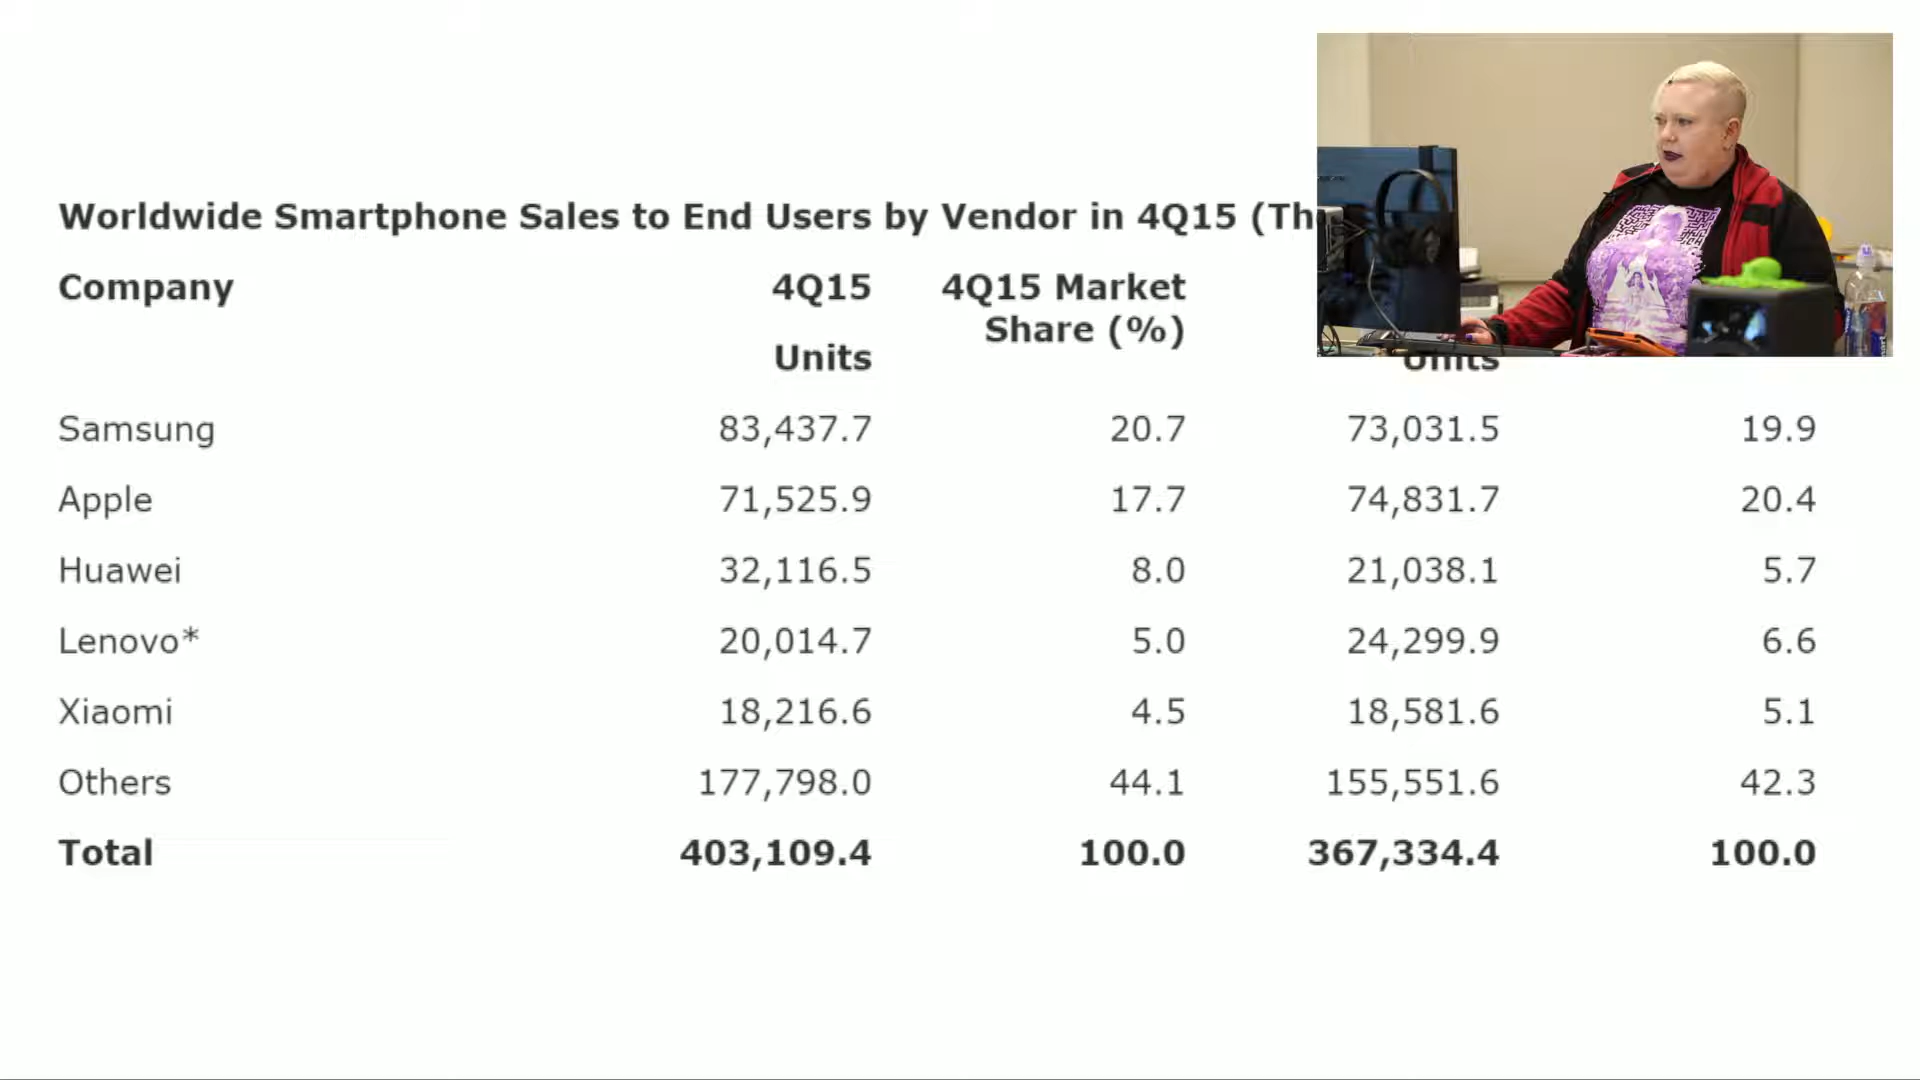 Worldwide Smartphone Sales to End Users by Vendor in 4Q15
Company 4Q15 4Q15 Market
Share (%)
Units Units
Samsung 83,437.7 20.7 73,031.5 19.9
Apple 71,525.9 17.7 74,831.7 20.4
Huawei 32,116.5 8.0 21,038.1 5.7
Lenovo* 20,014.7 5.0 24,299.9 6.6
Xiaomi 18,216.6 4.5 18,581.6 5.1
Others 177,798.0 44.1 155,551.6 42.3
Total 403,109.4 100.0 367,334.4 100.0